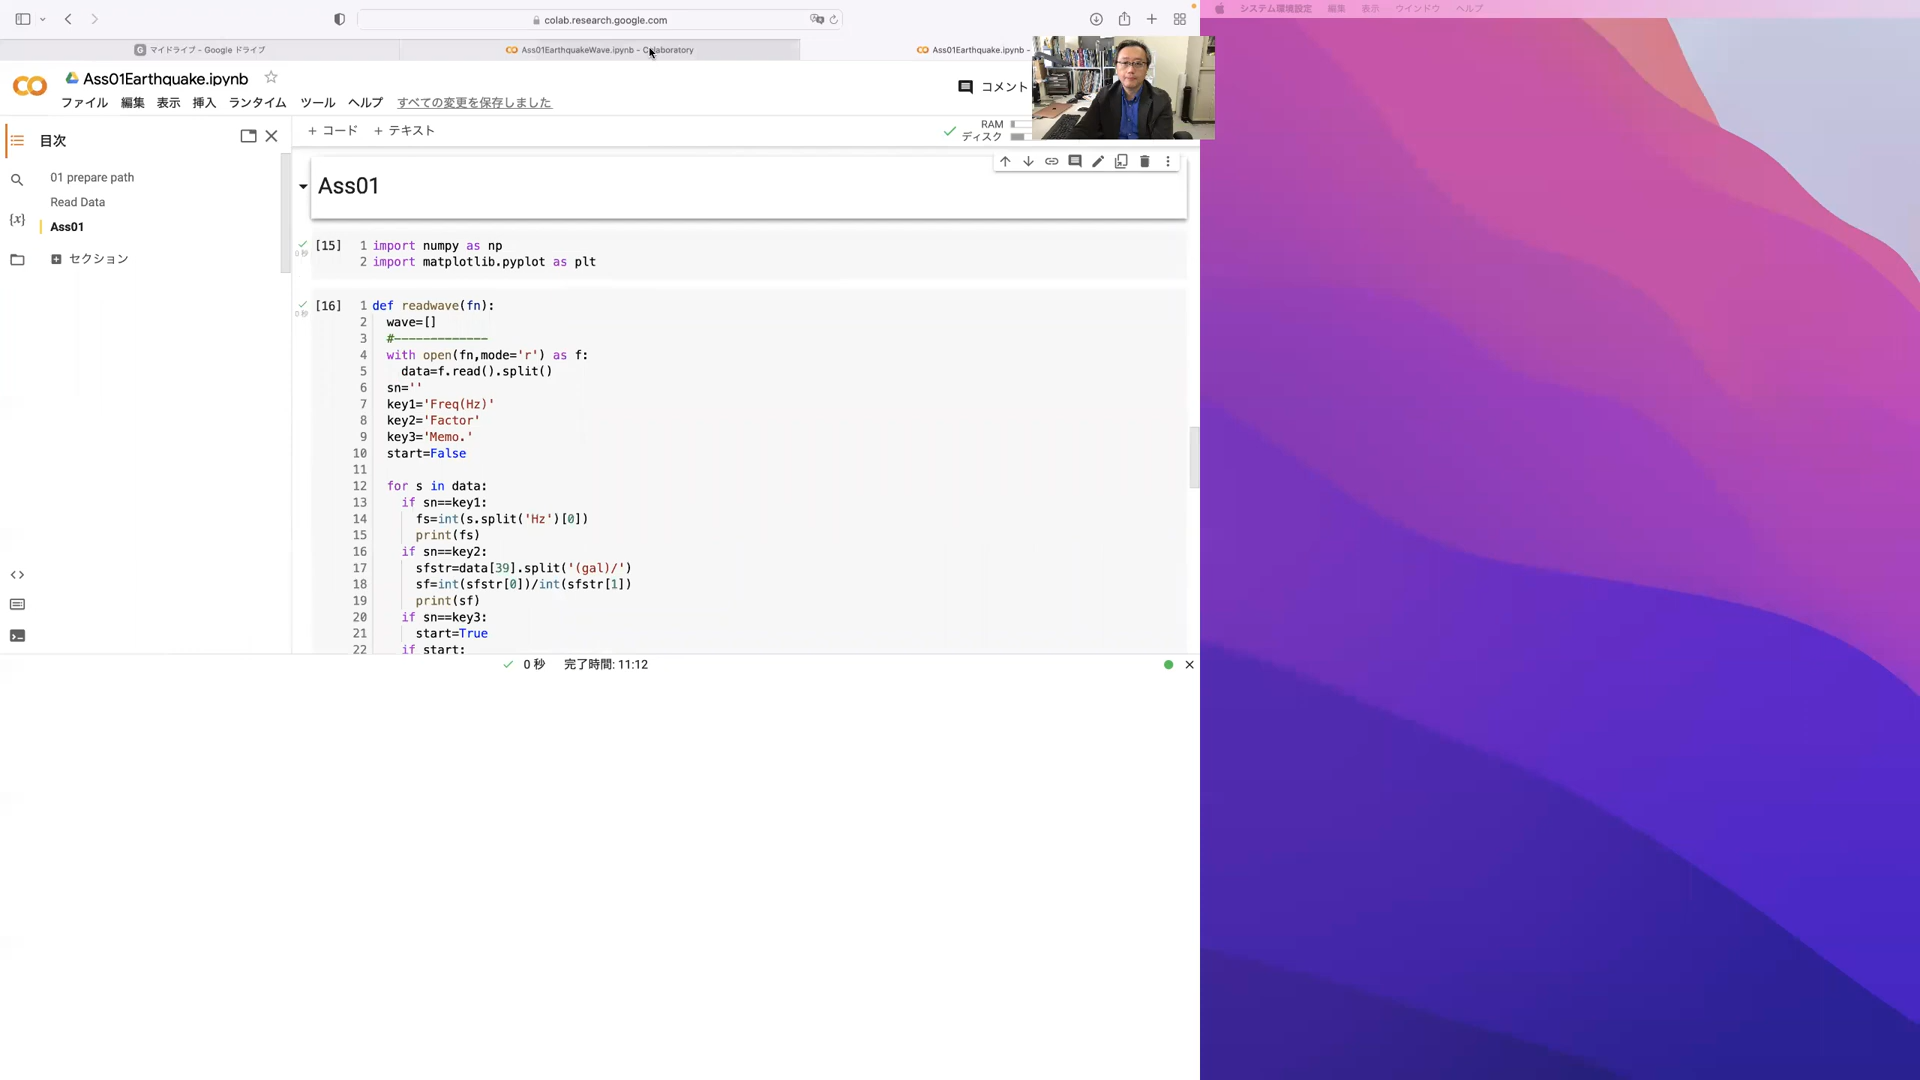 colab.research.google.com
システム環境設定 編集 表示 ウインドウ ヘルプ
G マイドライブ - Google ドライブ
Ass01EarthquakeWave.ipynb - Colaboratory
Ass01Earthquake.ipynb -
Ass01Earthquake.ipynb
ファイル 編集 表示 挿入 ランタイム ツール ヘルプ すべての変更を保存しました
コメント
目次
01 prepare path
Read Data
Ass01
セクション
{x}
+ コード + テキスト
RAM
ディスク
Ass01
[15]
0 秒
1 import numpy as np
2 import matplotlib.pyplot as plt
[16]
0 秒
1 def readwave(fn):
2 wave=[]
3 #-------------
4 with open(fn,mode='r') as f:
5 data=f.read().split()
6 sn=''
7 key1='Freq(Hz)'
8 key2='Factor'
9 key3='Memo.'
10 start=False
11
12 for s in data:
13 if sn==key1:
14 fs=int(s.split('Hz')[0])
15 print(fs)
16 if sn==key2:
17 sfstr=data[39].split('(gal)/')
18 sf=int(sfstr[0])/int(sfstr[1])
19 print(sf)
20 if sn==key3:
21 start=True
22 if start:
0 秒 完了時間: 11:12